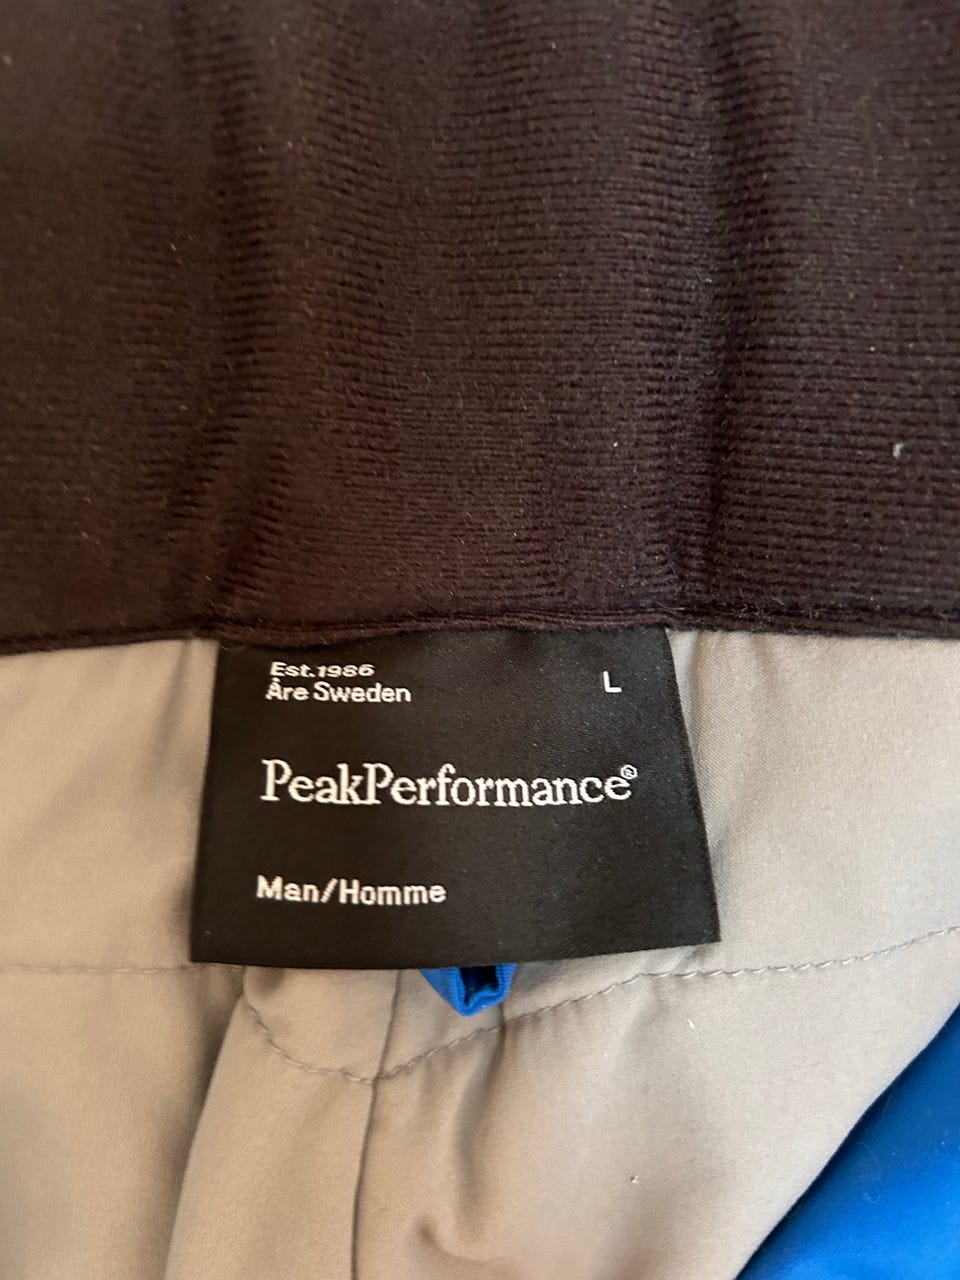 Est.1986
Åre Sweden
L
PeakPerformance®
Man/Homme